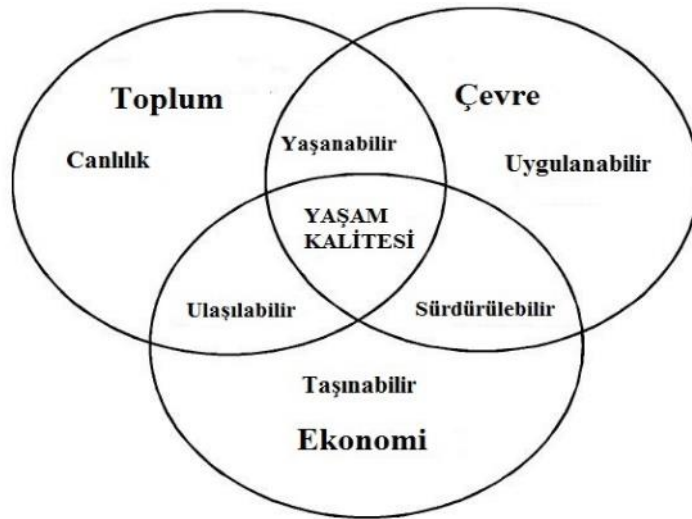 Toplum
Çevre
Canlılık
Yaşanabilir
Uygulanabilir
YAŞAM
KALİTESİ
Ulaşılabilir
Sürdürülebilir
Taşınabilir
Ekonomi